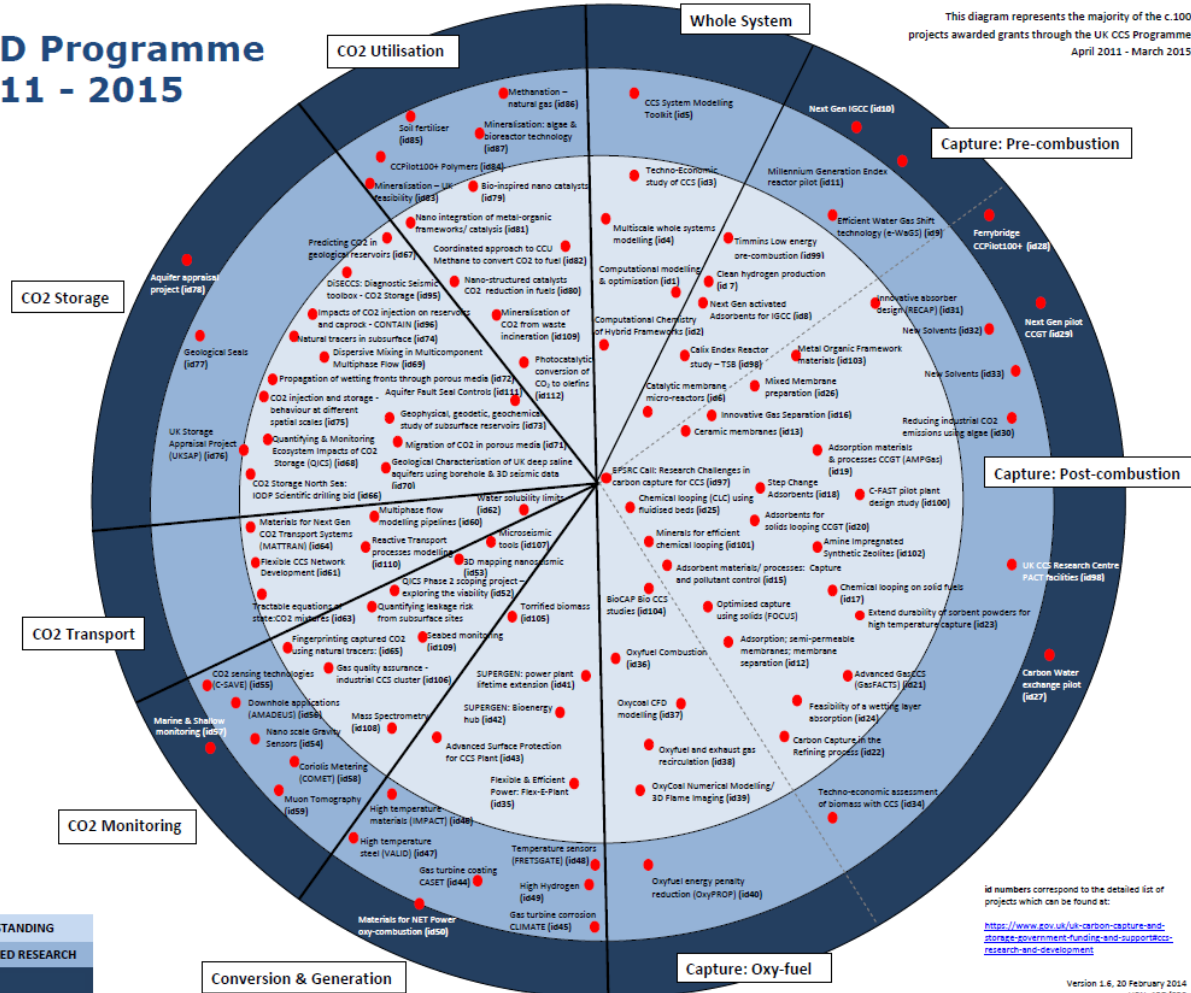 D Programme
11 - 2015
CO2 Utilisation
Whole System
This diagram represents the majority of the c.100
projects awarded grants through the UK CCS Programme
April 2011 - March 2015
Methanation –
natural gas (id86)
Soil fertiliser
(id85)
Mineralisation: algae &
bioreactor technology
(id87)
CCPilot100+ Polymers (id84)
Mineralisation – UK
feasibility (id83)
Bio-inspired nano catalysts
(id79)
Nano integration of metal-organic
frameworks/ catalysis (id81)
Coordinated approach to CCU
Methane to convert CO2 to fuel (id82)
Nano-structured catalysts
CO2 reduction in fuels (id80)
Mineralisation of
CO2 from waste
incineration (id109)
Photocatalytic
conversion of
CO₂ to olefins
(id112)
CCS System Modelling
Toolkit (id5)
Techno-Economic
study of CCS (id3)
Multiscale whole systems
modelling (id4)
Computational modelling
& optimisation (id1)
Computational Chemistry
of Hybrid Frameworks (id2)
Capture: Pre-combustion
Next Gen IGCC (id10)
Millennium Generation Endex
reactor pilot (id11)
Efficient Water Gas Shift
technology (e-WaGS) (id9)
Timmins Low energy
pre-combustion (id99)
Clean hydrogen production
(id 7)
Next Gen activated
Adsorbents for IGCC (id8)
Calix Endex Reactor
study – TSB (id98)
Catalytic membrane
micro-reactors (id6)
Ferrybridge
CCPilot100+ (id28)
Next Gen pilot
CCGT (id29)
Innovative absorber
design (RECAP) (id31)
New Solvents (id32)
New Solvents (id33)
Metal Organic Framework
materials (id103)
Mixed Membrane
preparation (id26)
Innovative Gas Separation (id16)
Ceramic membranes (id13)
Reducing industrial CO2
emissions using algae (id30)
Capture: Post-combustion
Adsorption materials
& processes CCGT (AMPGas)
(id19)
EPSRC Call: Research Challenges in
carbon capture for CCS (id97)
Step Change
Adsorbents (id18)
C-FAST pilot plant
design study (id100)
Chemical looping (CLC) using
fluidised beds (id25)
Adsorbents for
solids looping CCGT (id20)
Minerals for efficient
chemical looping (id101)
Amine Impregnated
Synthetic Zeolites (id102)
Adsorbent materials/ processes: Capture
and pollutant control (id15)
UK CCS Research Centre
PACT facilities (id98)
BioCAP Bio CCS
studies (id104)
Chemical looping on solid fuels
(id17)
Optimised capture
using solids (FOCUS)
Extend durability of sorbent powders for
high temperature capture (id23)
Adsorption; semi-permeable
membranes; membrane
separation (id12)
Advanced GasCCS
(GasFACTS) (id21)
Carbon Water
exchange pilot
(id27)
Feasibility of a wetting layer
absorption (id24)
Carbon Capture in the
Refining process (id22)
Techno-economic assessment
of biomass with CCS (id34)
Oxyfuel Combustion
(id36)
Oxycoal CFD
modelling (id37)
Oxyfuel and exhaust gas
recirculation (id38)
OxyCoal Numerical Modelling/
3D Flame Imaging (id39)
Oxyfuel energy penalty
reduction (OxyPROP) (id40)
Capture: Oxy-fuel
CO2 Storage
Aquifer appraisal
project (id78)
Geological Seals
(id77)
UK Storage
Appraisal Project
(UKSAP) (id76)
Predicting CO2 in
geological reservoirs (id67)
DiSECCS: Diagnostic Seismic
toolbox - CO2 Storage (id95)
Impacts of CO2 injection on reservoirs
and caprock - CONTAIN (id96)
Natural tracers in subsurface (id74)
Dispersive Mixing in Multicomponent
Multiphase Flow (id69)
Propagation of wetting fronts through porous media (id72)
Aquifer Fault Seal Controls (id111)
CO2 injection and storage -
behaviour at different
spatial scales (id75)
Geophysical, geodetic, geochemical
study of subsurface reservoirs (id73)
Quantifying & Monitoring
Ecosystem Impacts of CO2
Storage (QICS) (id68)
Migration of CO2 in porous media (id71)
Geological Characterisation of UK deep saline
aquifers using borehole & 3D seismic data
(id70)
CO2 Storage North Sea:
IODP Scientific drilling bid (id66)
CO2 Transport
Water solubility limits
(id62)
Multiphase flow
modelling pipelines (id60)
Materials for Next Gen
CO2 Transport Systems
(MATTRAN) (id64)
Reactive Transport
processes modelling
(id110)
Flexible CCS Network
Development (id61)
Tractable equations of
state:CO2 mixtures (id63)
CO2 Monitoring
Microseismic
tools (id107)
3D mapping nanoseismic
(id53)
QICS Phase 2 scoping project –
exploring the viability (id52)
Quantifying leakage risk
from subsurface sites
Fingerprinting captured CO2
using natural tracers: (id65)
Seabed monitoring
(id109)
Gas quality assurance -
industrial CCS cluster (id106)
CO2 sensing technologies
(C-SAVE) (id55)
Downhole applications
(AMADEUS) (id56)
Marine & Shallow
monitoring (id57)
Nano scale Gravity
Sensors (id54)
Mass Spectrometry
(id108)
Coriolis Metering
(COMET) (id58)
Muon Tomography
(id59)
Conversion & Generation
Torrified biomass
(id105)
SUPERGEN: power plant
lifetime extension (id41)
SUPERGEN: Bioenergy
hub (id42)
Advanced Surface Protection
for CCS Plant (id43)
Flexible & Efficient
Power: Flex-E-Plant
(id35)
High temperature
materials (IMPACT) (id46)
High temperature
steel (VALID) (id47)
Temperature sensors
(FRETSGATE) (id48)
Gas turbine coating
CASET (id44)
High Hydrogen
(id49)
Materials for NET Power
oxy-combustion (id50)
Gas turbine corrosion
CLIMATE (id45)
STANDING
ED RESEARCH
id numbers correspond to the detailed list of
projects which can be found at:
https://www.gov.uk/uk-carbon-capture-and-
storage-government-funding-and-support#ccs-
research-and-development
Version 1.6, 20 February 2014